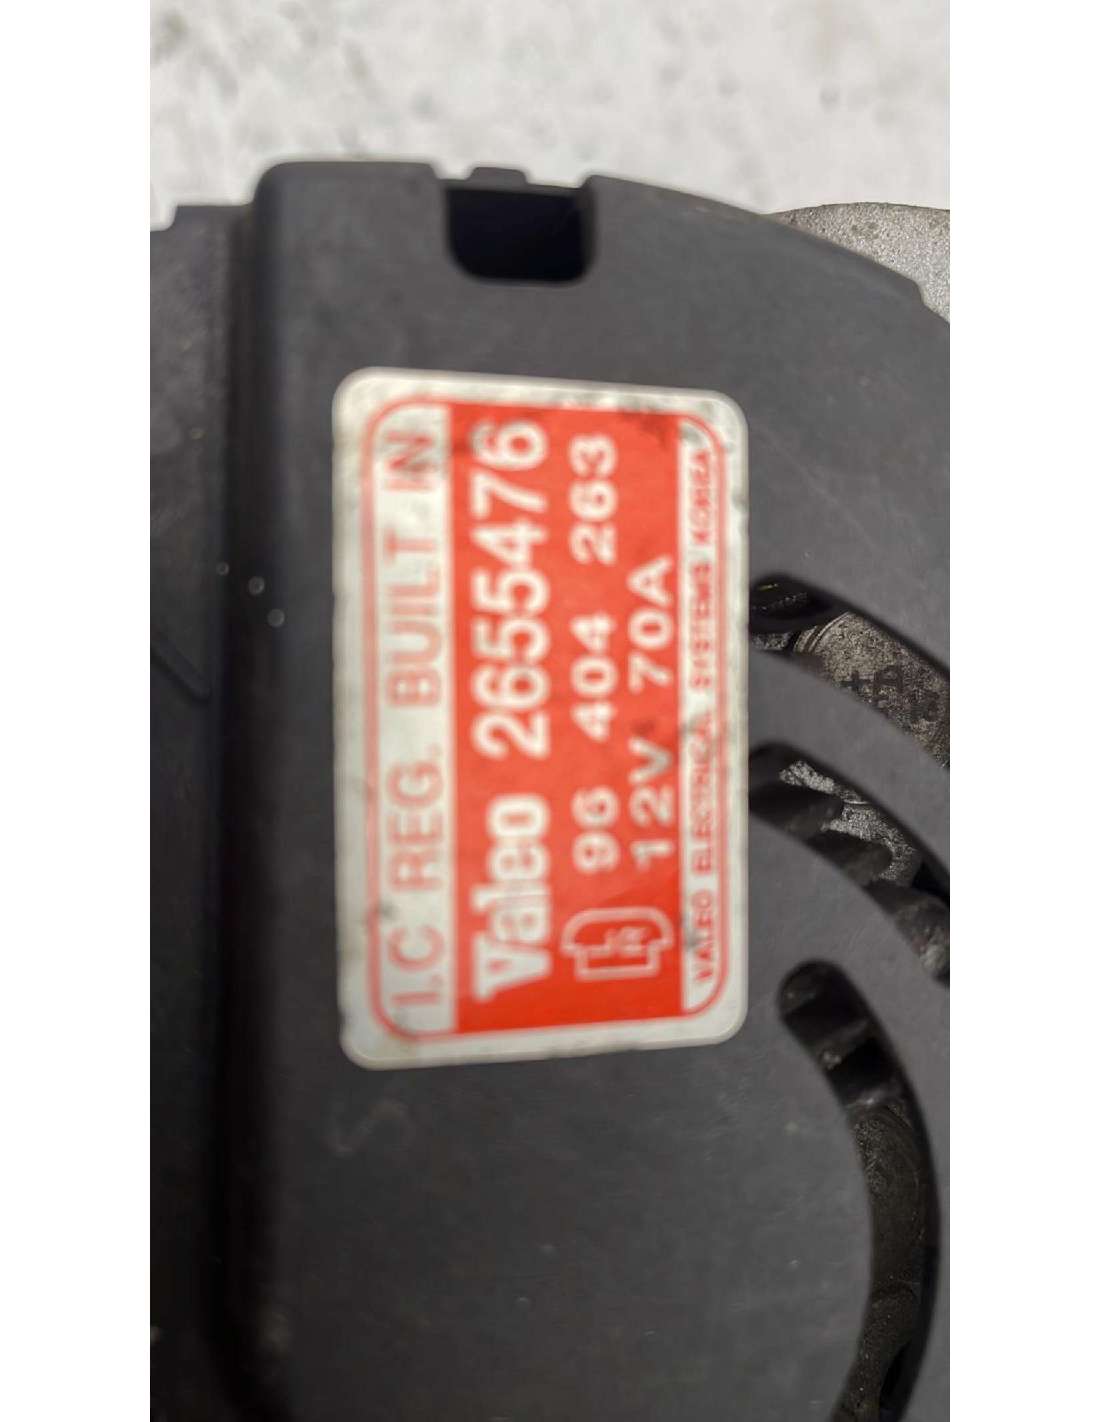 I.C REG. BUILT IN
Valeo 2655476
96 404 263
12V 70A
L
R
VALEO ELECTRICAL SYSTEMS KOREA
+A